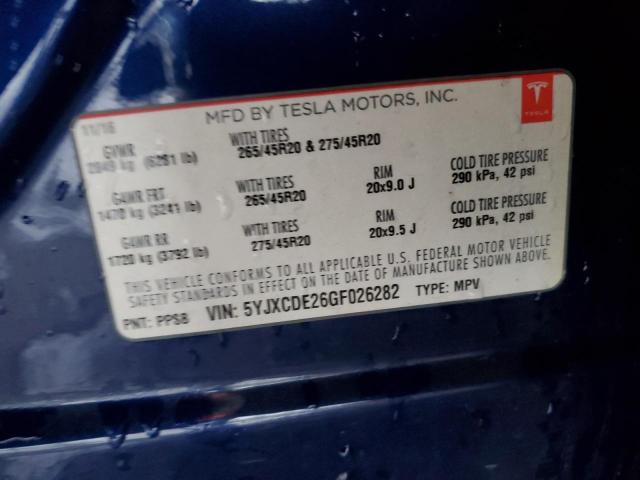 MFD BY TESLA MOTORS, INC.
TESLA
11/16
GVWR
kg (6251 lb)
WITH TIRES
265/45R20 & 275/45R20
G4WR FRT
1470 kg (3241 lb)
WITH TIRES
265/45R20
RIM
20x9.0 J
COLD TIRE PRESSURE
290 kPa, 42 psi
G4WR RR
1720 kg (3792 lb)
WITH TIRES
275/45R20
RIM
20x9.5 J
COLD TIRE PRESSURE
290 kPa, 42 psi
THIS VEHICLE CONFORMS TO ALL APPLICABLE U.S. FEDERAL MOTOR VEHICLE
SAFETY STANDARDS IN EFFECT ON THE DATE OF MANUFACTURE SHOWN ABOVE.
PNT: PPSB VIN: 5YJXCDE26GF026282 TYPE: MPV